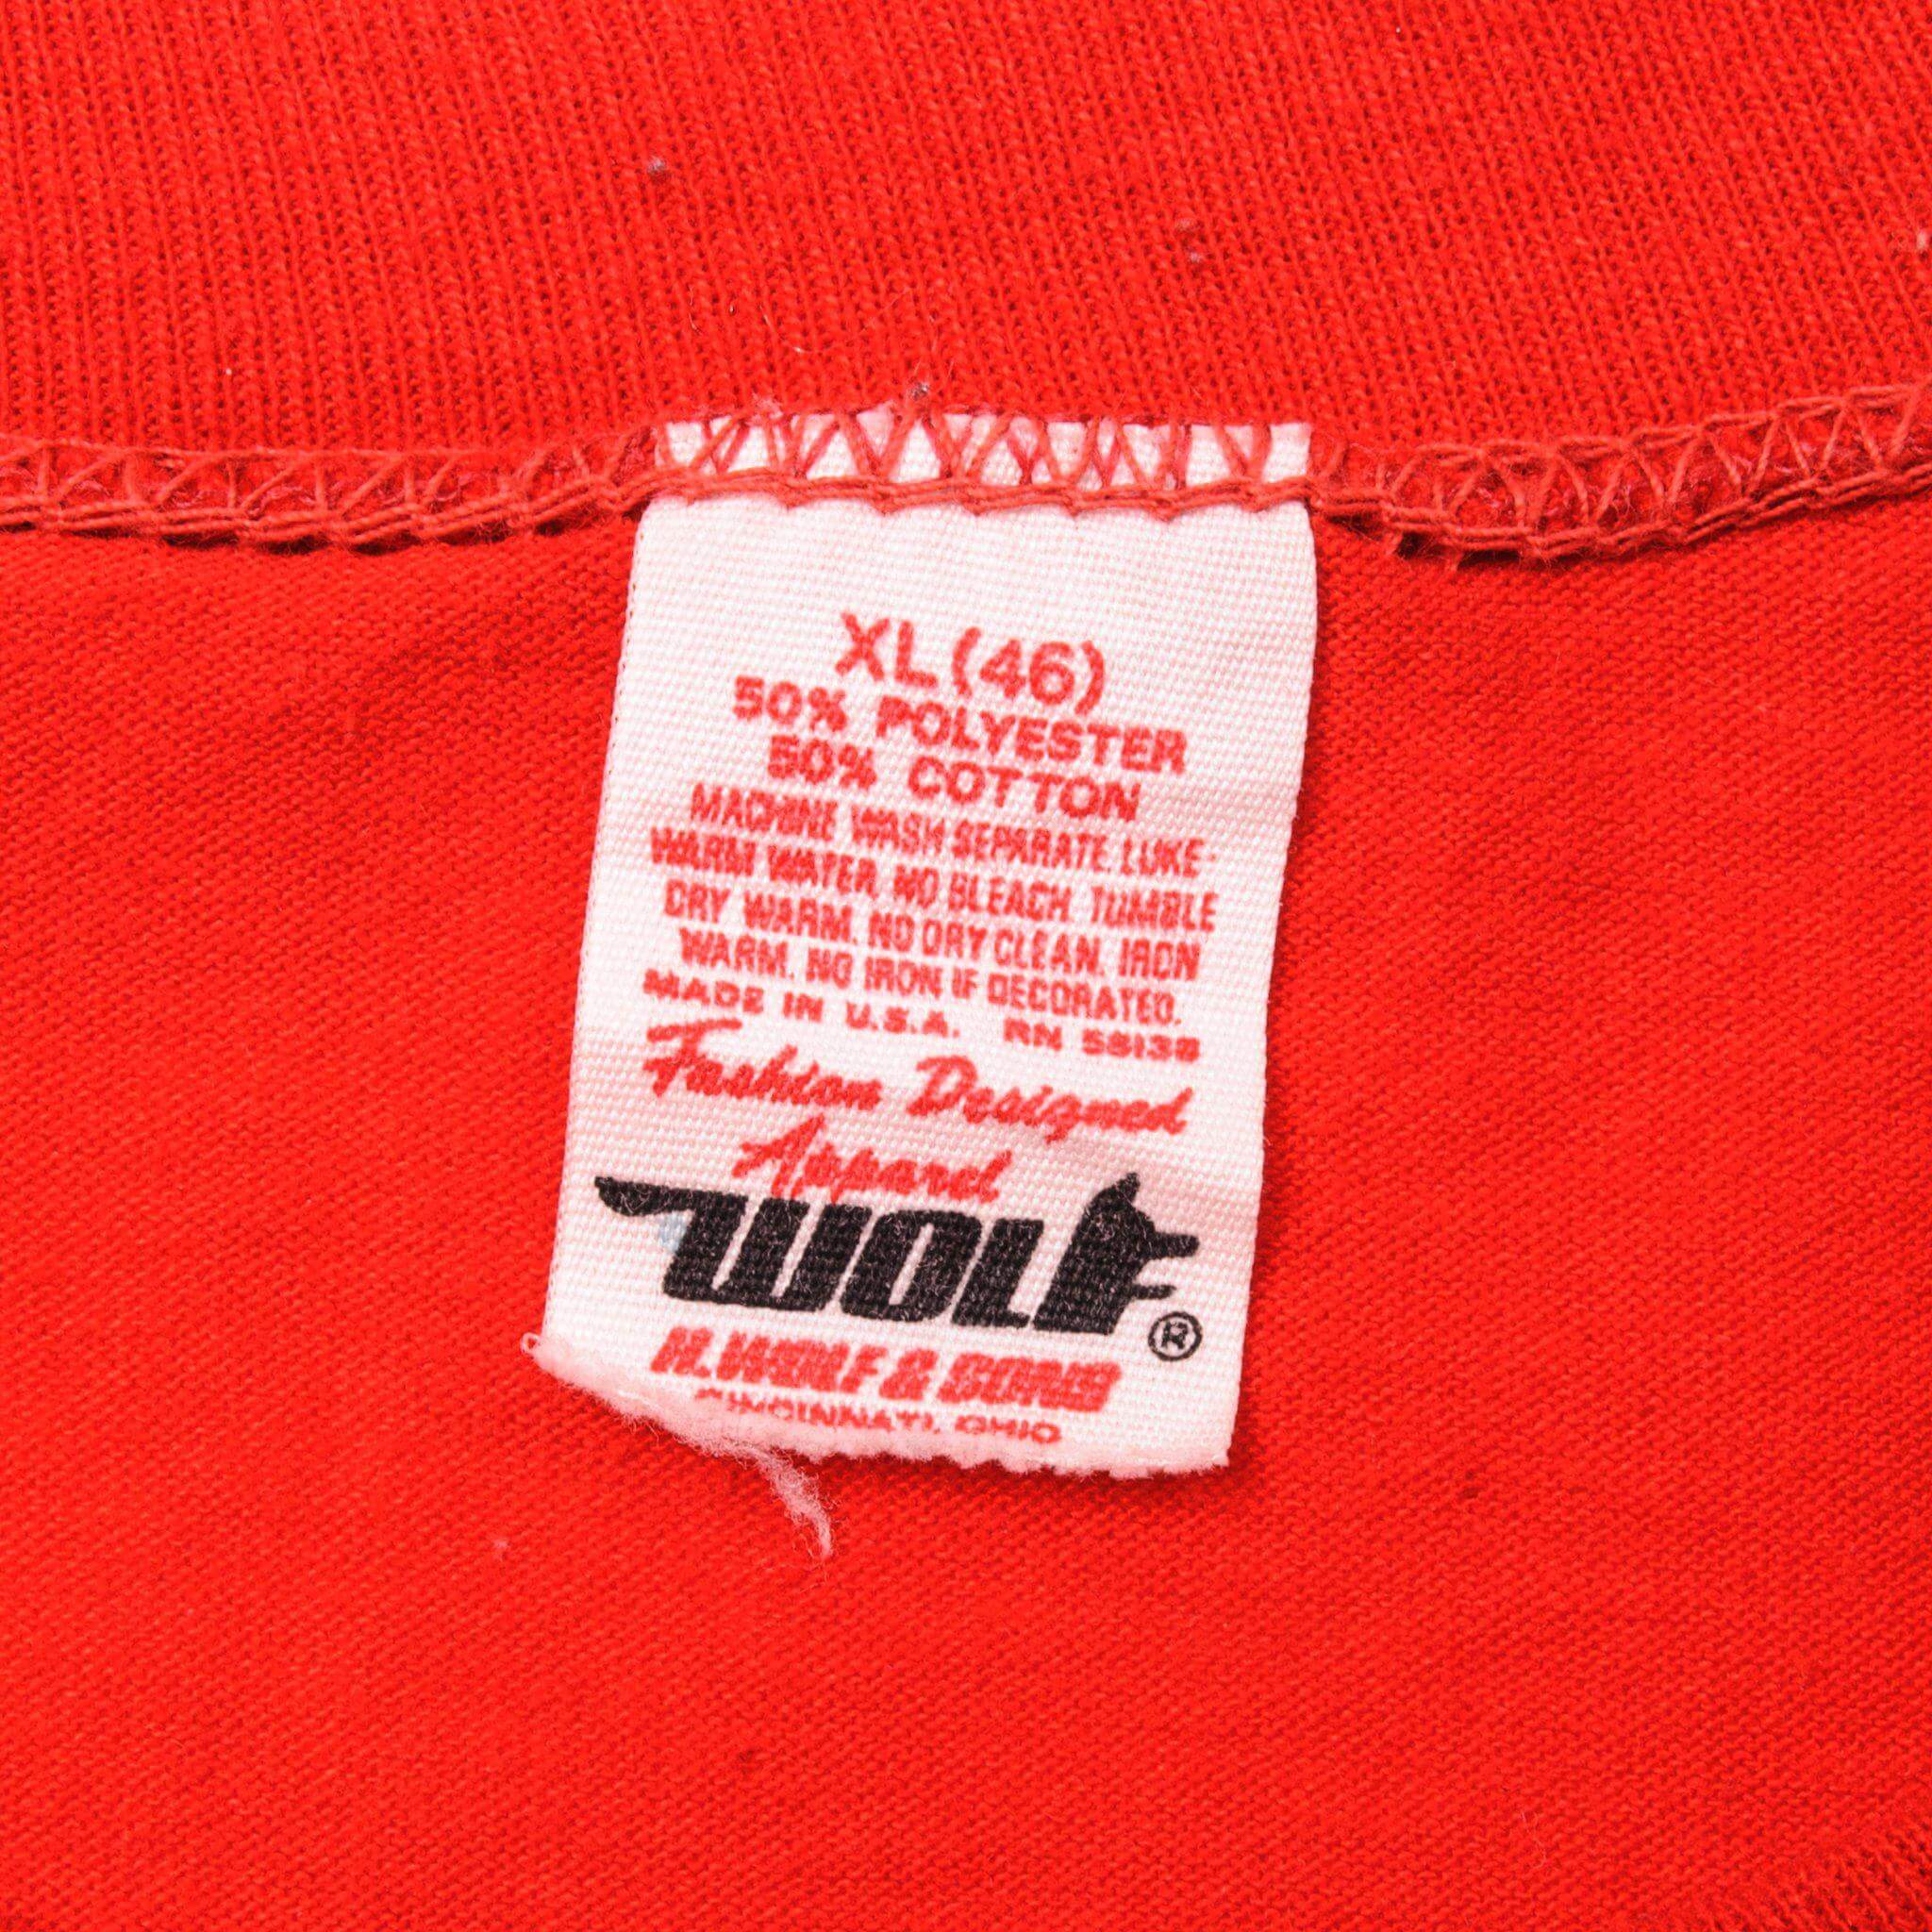 XL (46)
50% POLYESTER
50% COTTON
MACHINE WASH SEPARATE. LUKE-
WARM WATER. NO BLEACH. TUMBLE
DRY WARM. NO DRY CLEAN. IRON
WARM. NO IRON IF DECORATED.
MADE IN U.S.A. RN
Fashion Designed
Apparel
WOLF®
WOLF & SONS
CINCINNATI, OHIO